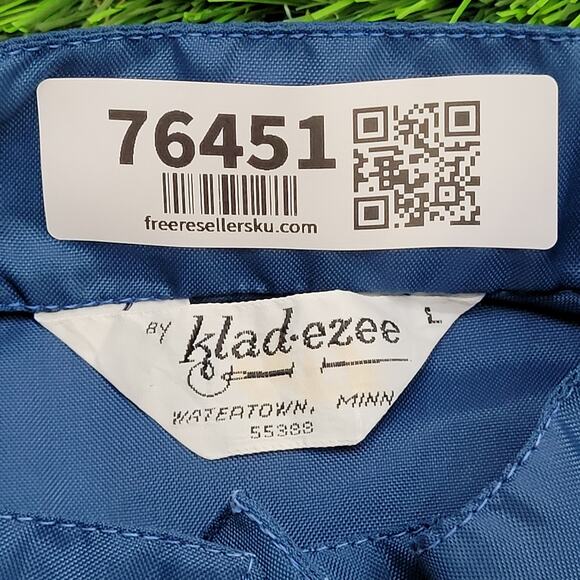 76451
freeresellersku.com
BY klad·ezee L
WATERTOWN, MINN
55388